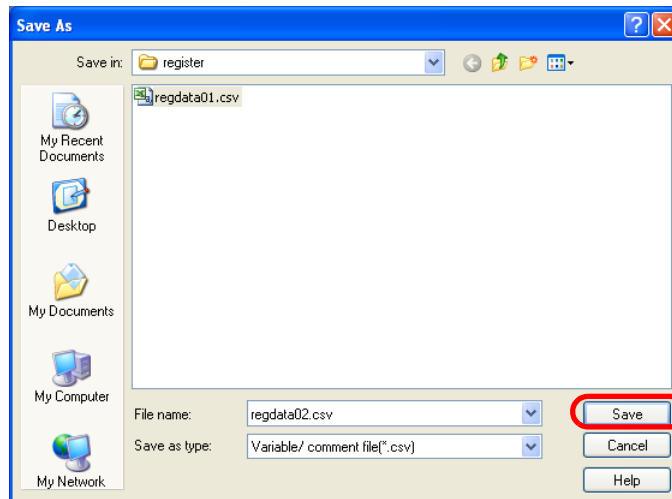 Save As
Save in:
register
regdata01.csv
My Recent
Documents
Desktop
My Documents
My Computer
My Network
File name:
regdata02.csv
Save
Save as type:
Variable/ comment file(*.csv)
Cancel
Help